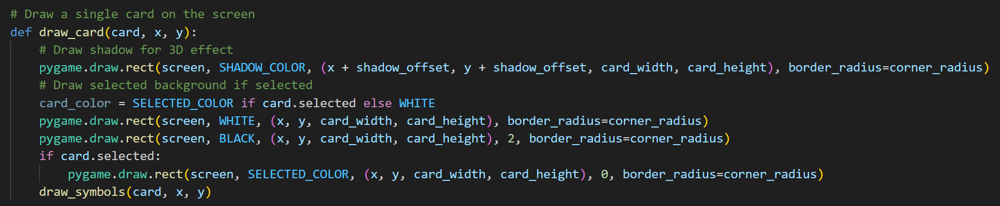 # Draw a single card on the screen
def draw_card(card, x, y):
    # Draw shadow for 3D effect
    pygame.draw.rect(screen, SHADOW_COLOR, (x + shadow_offset, y + shadow_offset, card_width, card_height), border_radius=corner_radius)
    # Draw selected background if selected
    card_color = SELECTED_COLOR if card.selected else WHITE
    pygame.draw.rect(screen, WHITE, (x, y, card_width, card_height), border_radius=corner_radius)
    pygame.draw.rect(screen, BLACK, (x, y, card_width, card_height), 2, border_radius=corner_radius)
    if card.selected:
        pygame.draw.rect(screen, SELECTED_COLOR, (x, y, card_width, card_height), 0, border_radius=corner_radius)
    draw_symbols(card, x, y)